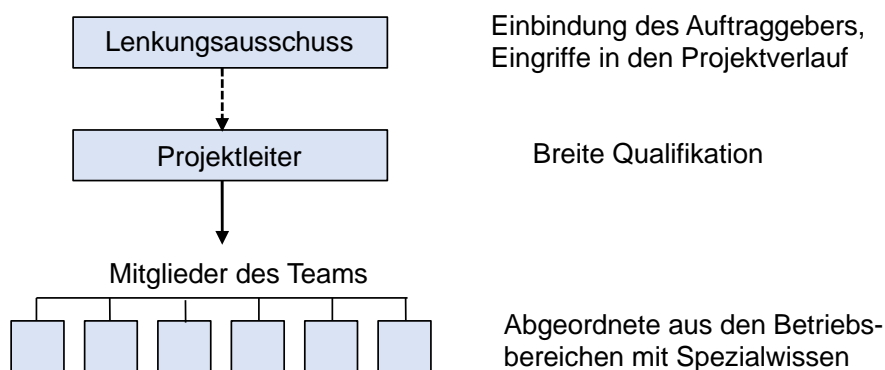 Lenkungsausschuss
Einbindung des Auftraggebers,
Eingriffe in den Projektverlauf
Projektleiter
Breite Qualifikation
Mitglieder des Teams
Abgeordnete aus den Betriebs-
bereichen mit Spezialwissen